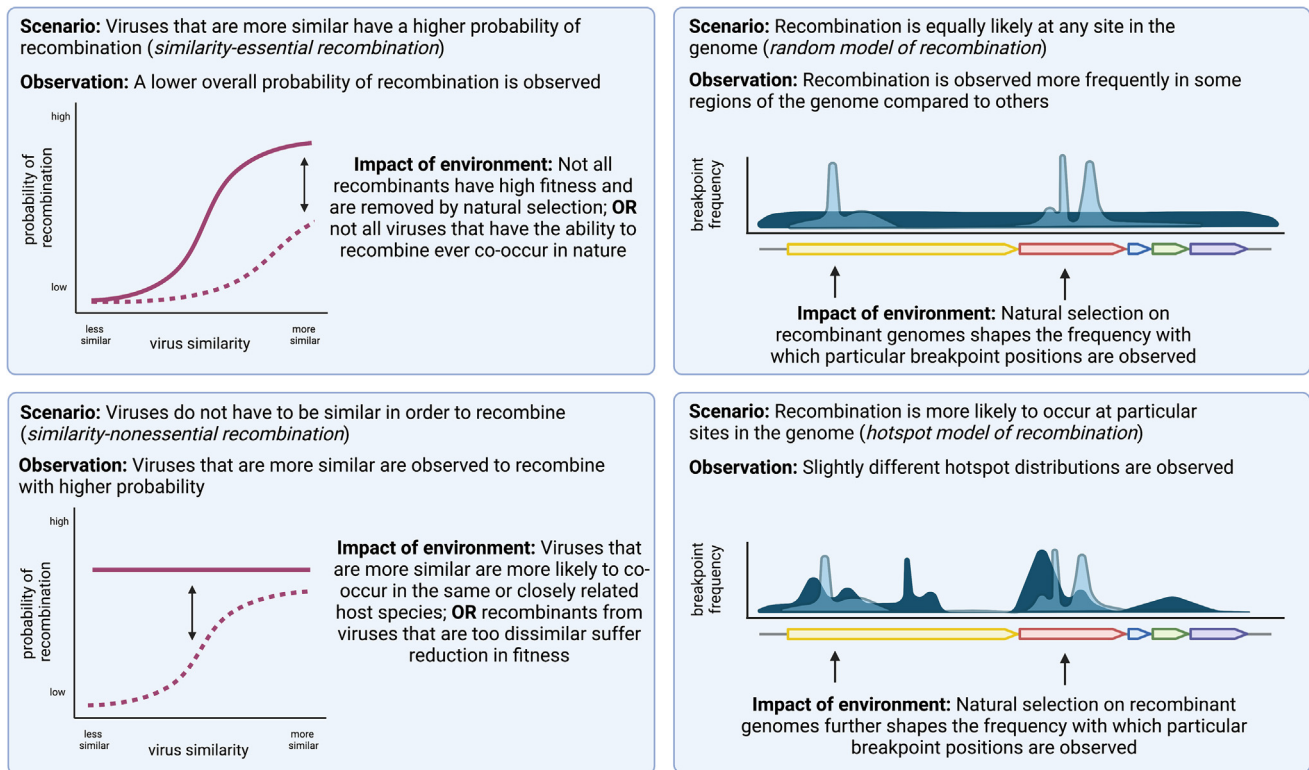 Scenario: Viruses that are more similar have a higher probability of
recombination (similarity-essential recombination)
Observation: A lower overall probability of recombination is observed
high
probability of
recombination
low
less
similar
virus similarity
more
similar
Impact of environment: Not all
recombinants have high fitness and
are removed by natural selection; OR
not all viruses that have the ability to
recombine ever co-occur in nature
Scenario: Recombination is equally likely at any site in the
genome (random model of recombination)
Observation: Recombination is observed more frequently in some
regions of the genome compared to others
breakpoint
frequency
Impact of environment: Natural selection on
recombinant genomes shapes the frequency with
which particular breakpoint positions are observed
Scenario: Viruses do not have to be similar in order to recombine
(similarity-nonessential recombination)
Observation: Viruses that are more similar are observed to recombine
with higher probability
high
probability of
recombination
low
less
similar
virus similarity
more
similar
Impact of environment: Viruses that
are more similar are more likely to co-
occur in the same or closely related
host species; OR recombinants from
viruses that are too dissimilar suffer
reduction in fitness
Scenario: Recombination is more likely to occur at particular
sites in the genome (hotspot model of recombination)
Observation: Slightly different hotspot distributions are observed
breakpoint
frequency
Impact of environment: Natural selection on recombinant
genomes further shapes the frequency with which particular
breakpoint positions are observed